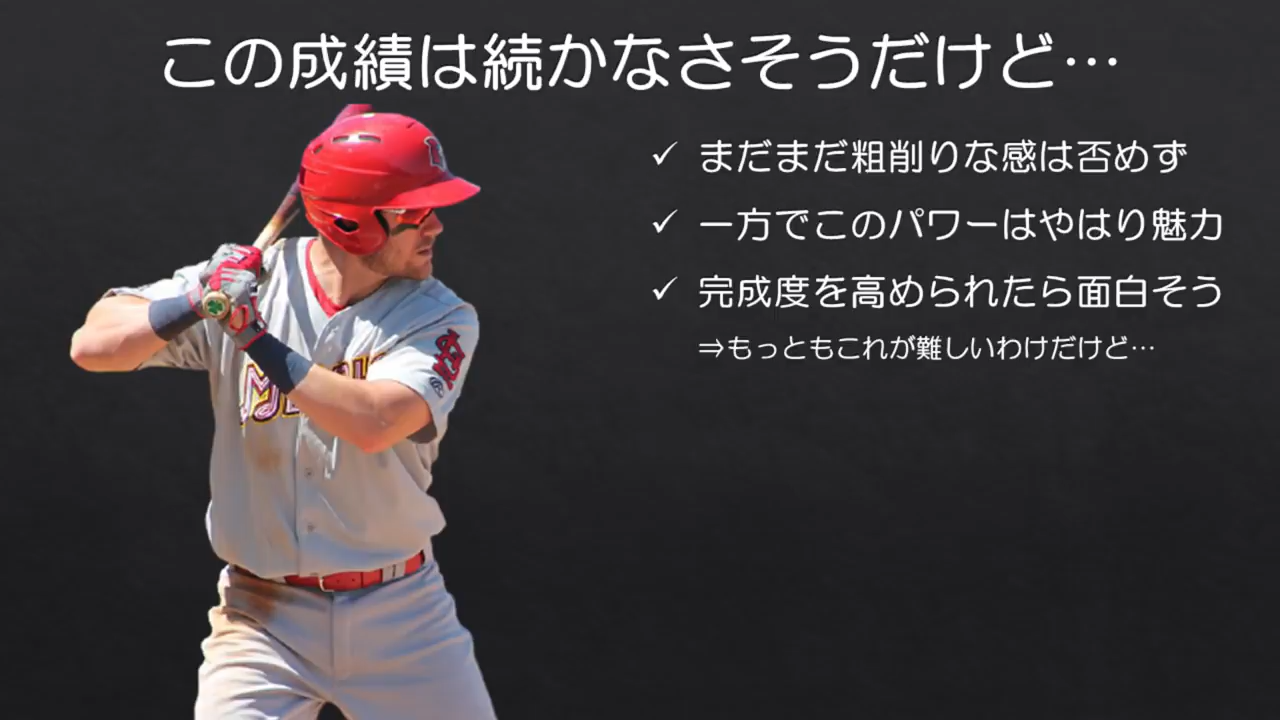 この成績は続かなさそうだけど…
✓ まだまだ粗削りな感は否めず
✓ 一方でこのパワーはやはり魅力
✓ 完成度を高められたら面白そう
⇒もっともこれが難しいわけだけど…